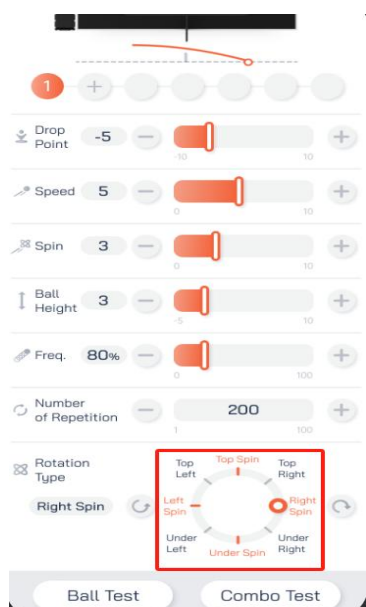 1 +
Drop Point -5 — +
-10 10
Speed 5 — +
0 10
Spin 3 — +
0 10
Ball Height 3 — +
-5 10
Freq. 80% — +
0 100
Number of Repetition — 200 +
1 100
Rotation Type
Right Spin
Top Left
Top Spin
Top Right
Left Spin
Right Spin
Under Left
Under Spin
Under Right
Ball Test
Combo Test